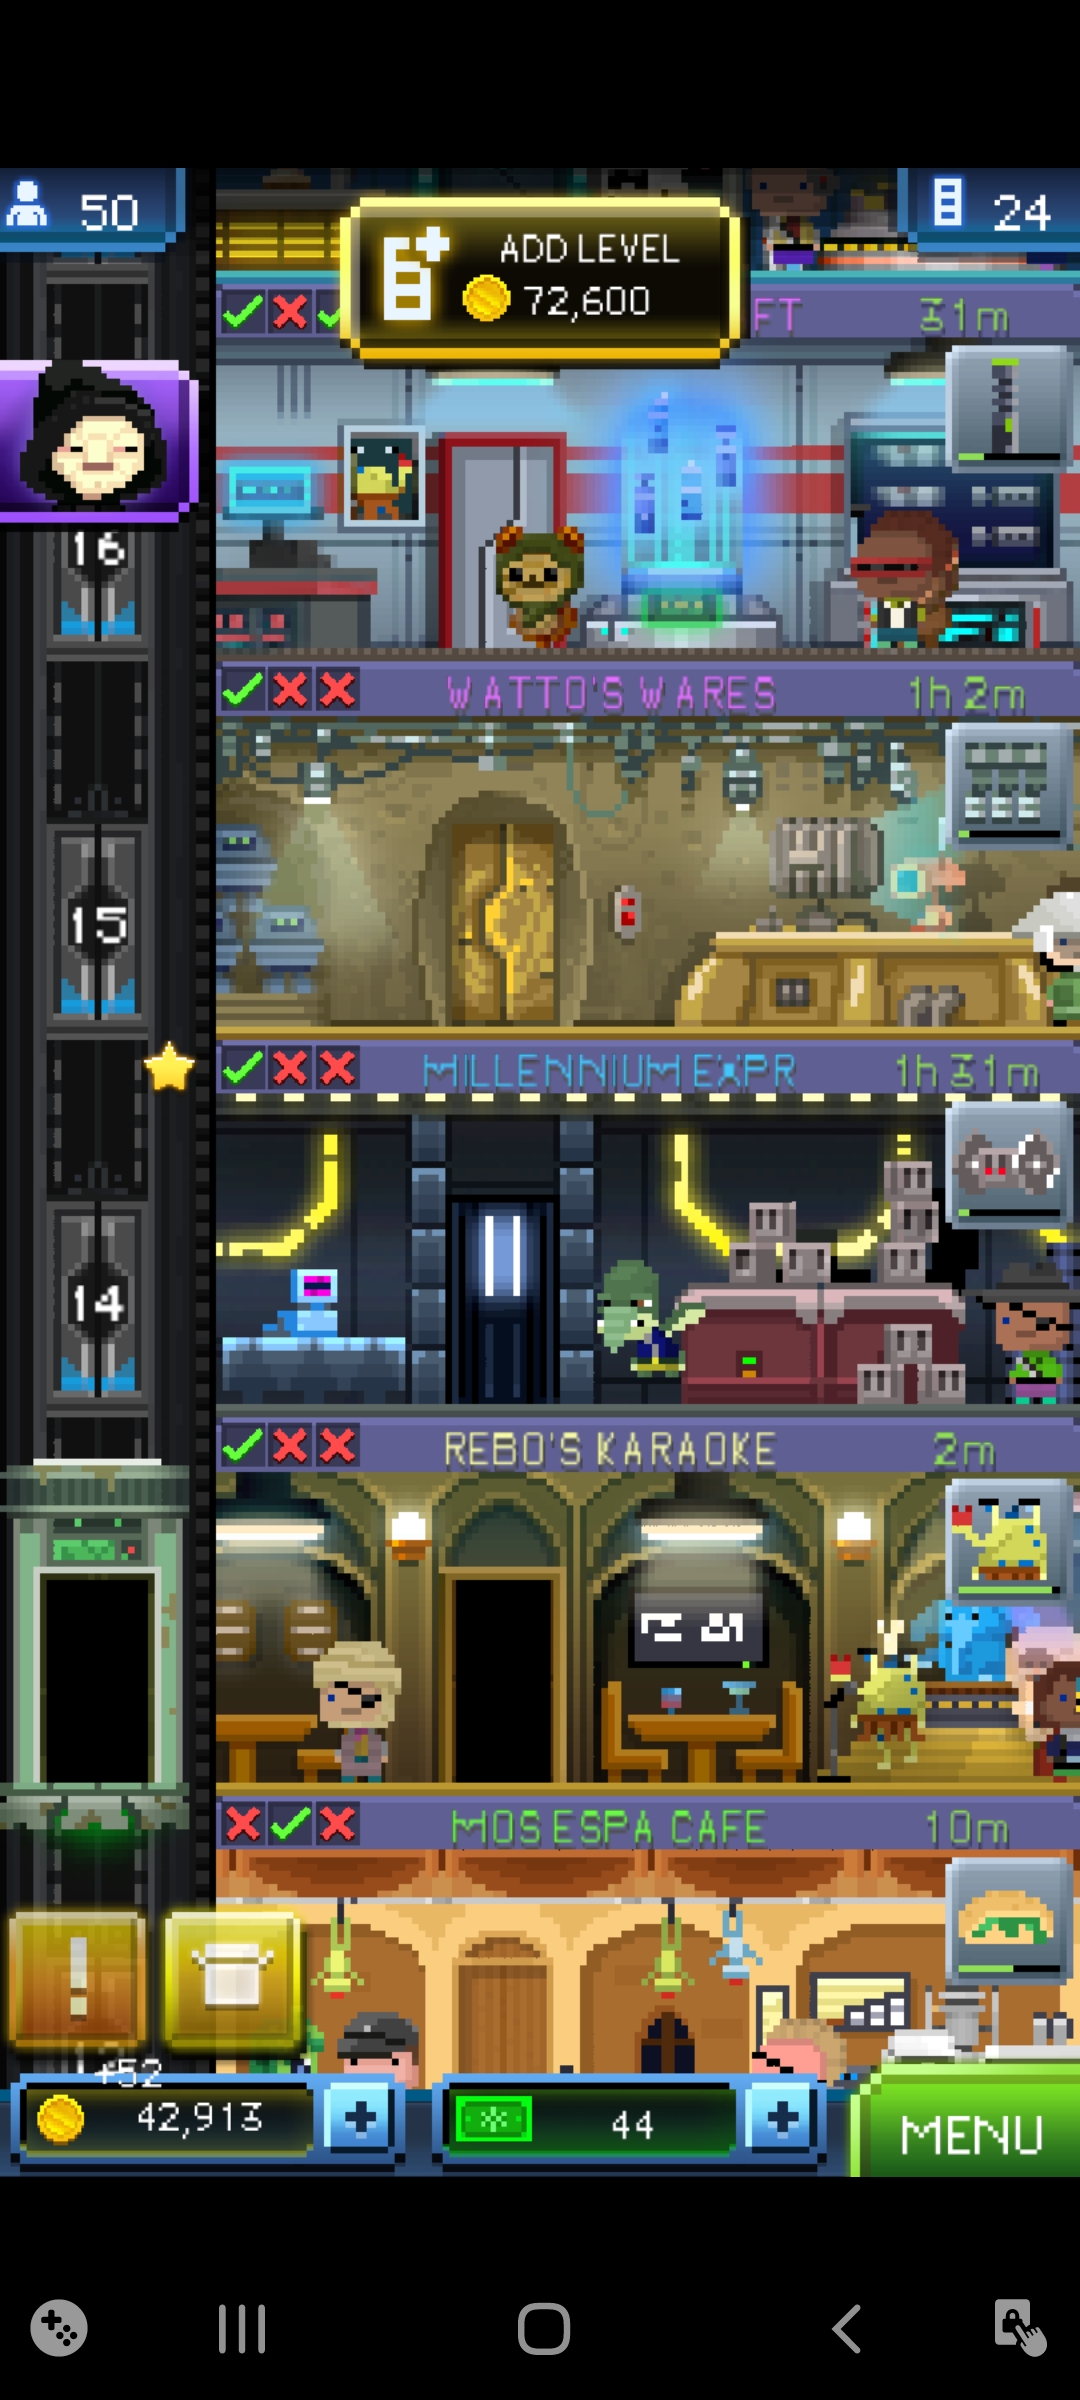 50
ADD LEVEL
72,600
24
FT 31m
16
WATTO'S WARES 1h 2m
15
MILLENNIUM EXPR 1h 31m
14
REBO'S KARAOKE 2m
MOS ESPA CAFE 10m
+52
42,913
44
MENU